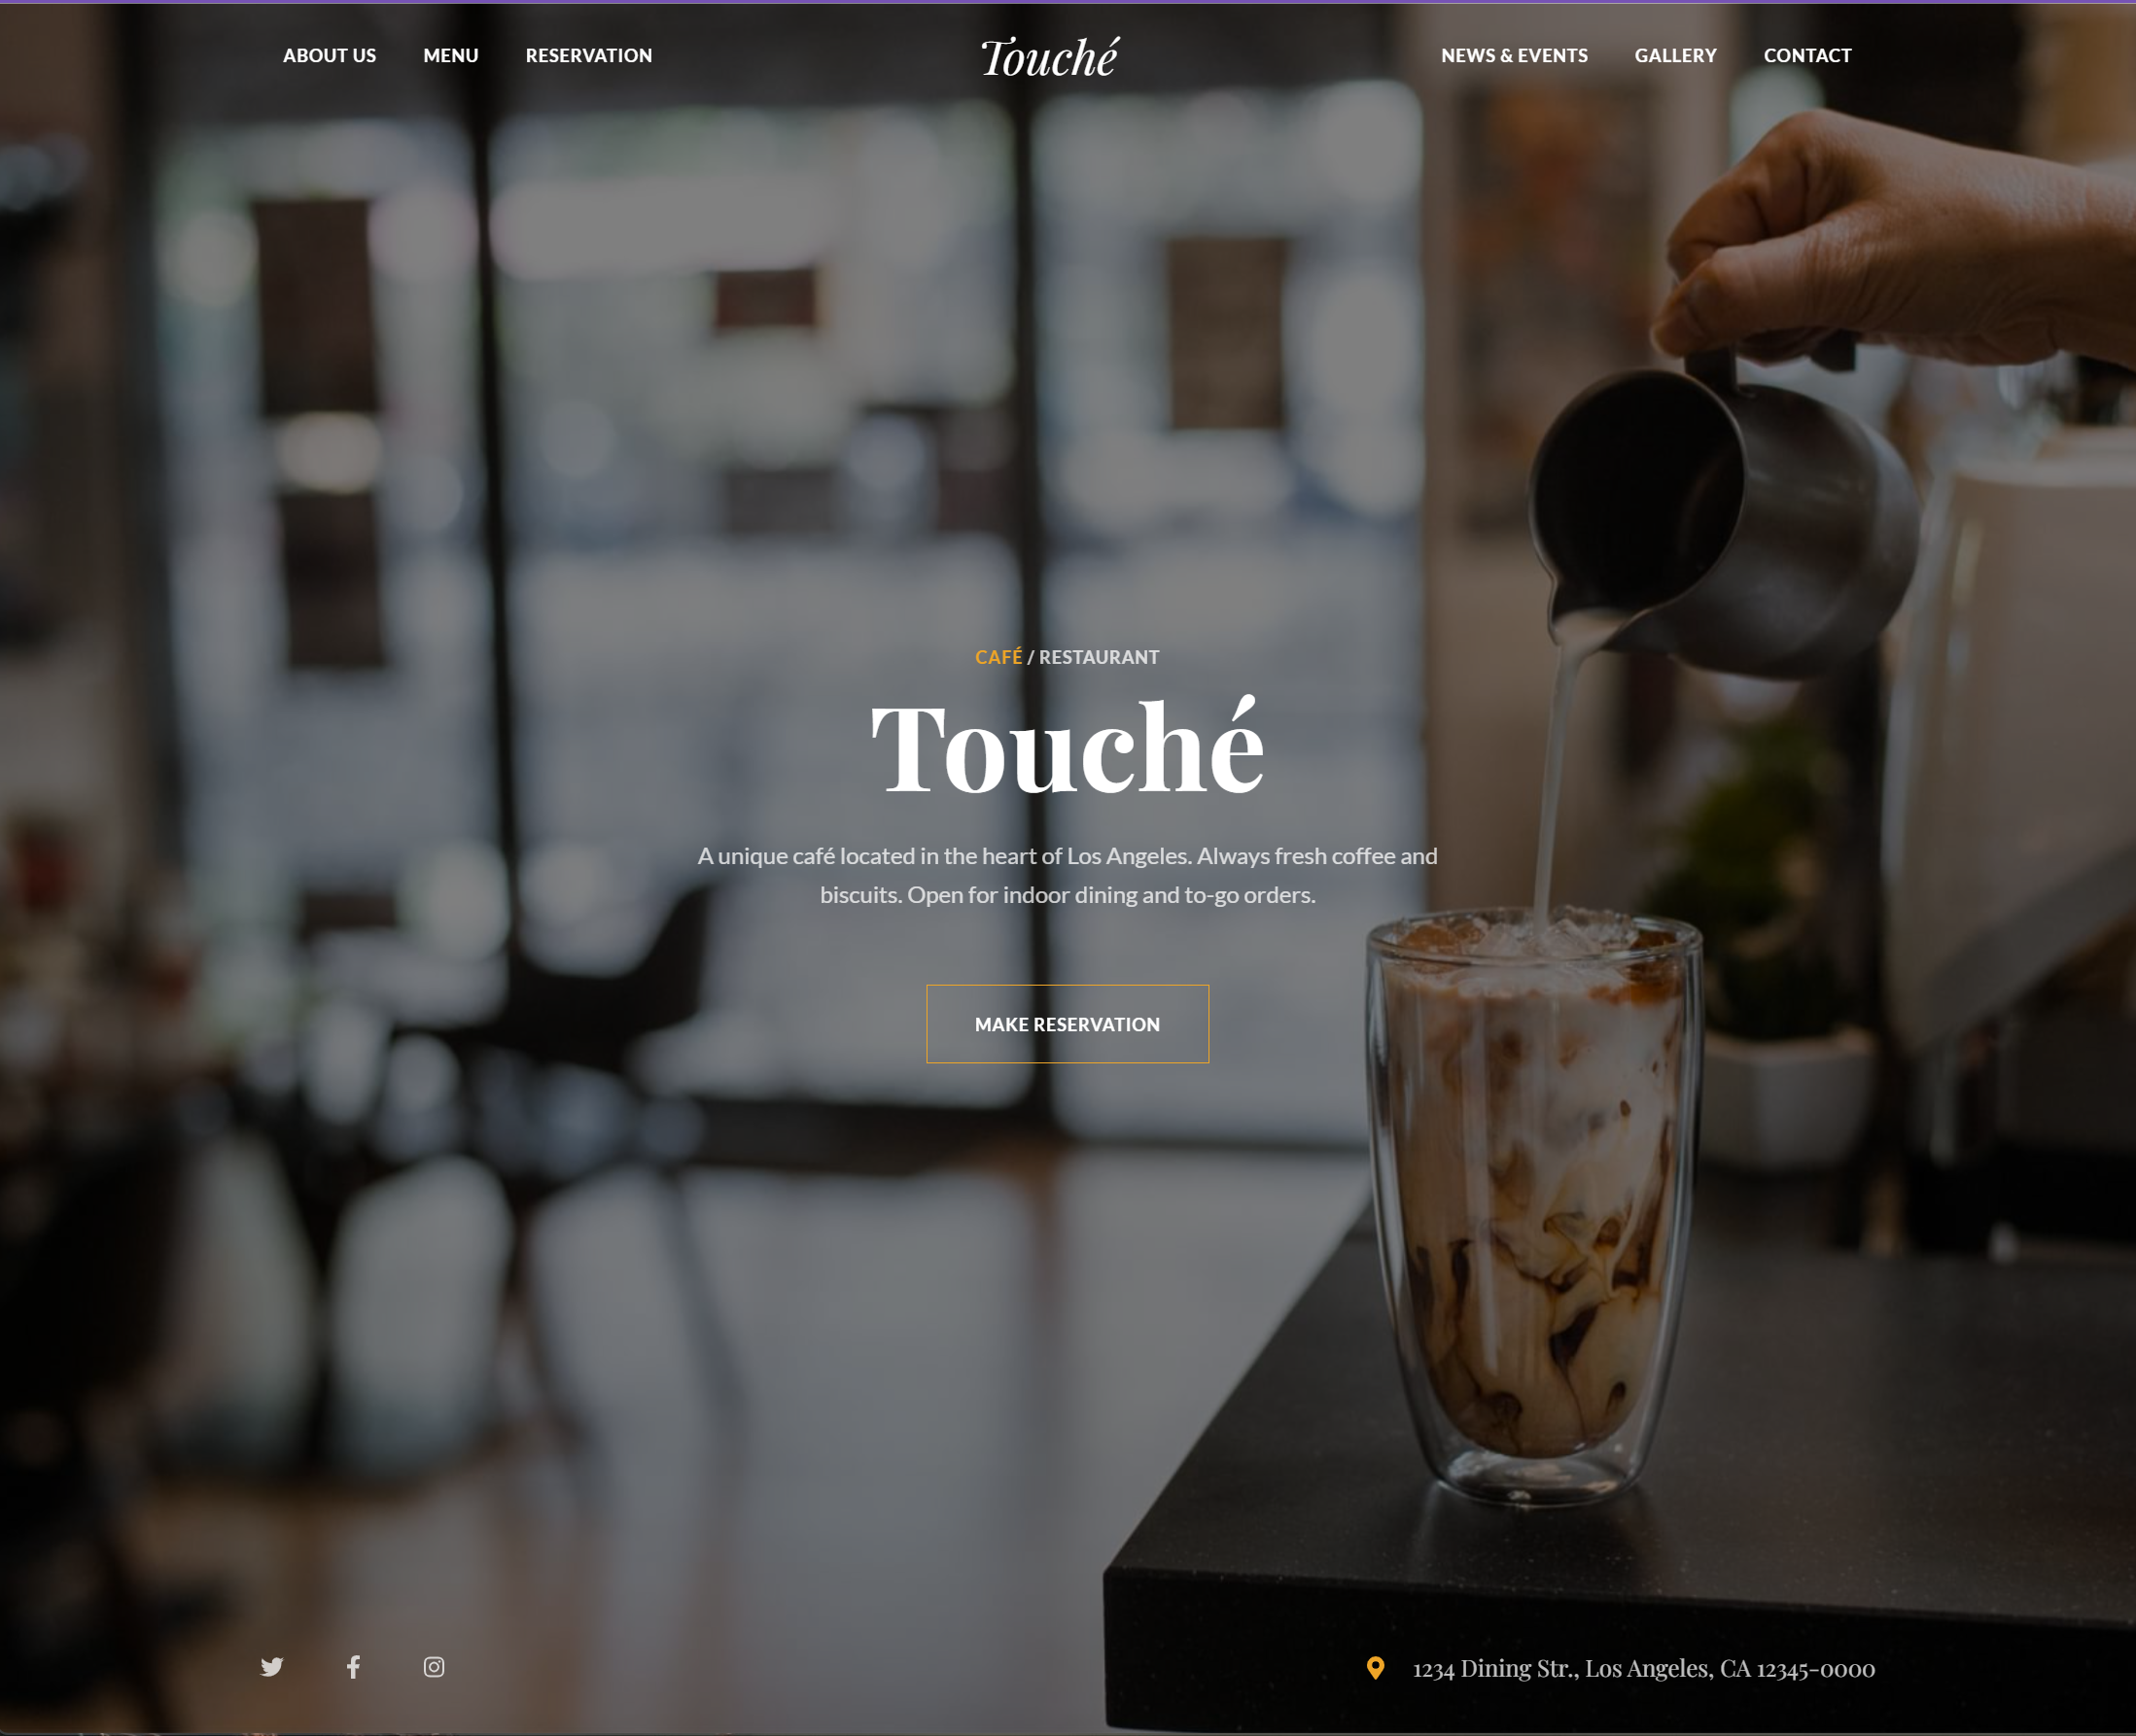 ABOUT US MENU RESERVATION Touché NEWS & EVENTS GALLERY CONTACT
CAFÉ / RESTAURANT
Touché
A unique café located in the heart of Los Angeles. Always fresh coffee and
biscuits. Open for indoor dining and to-go orders.
MAKE RESERVATION
1234 Dining Str., Los Angeles, CA 12345-0000